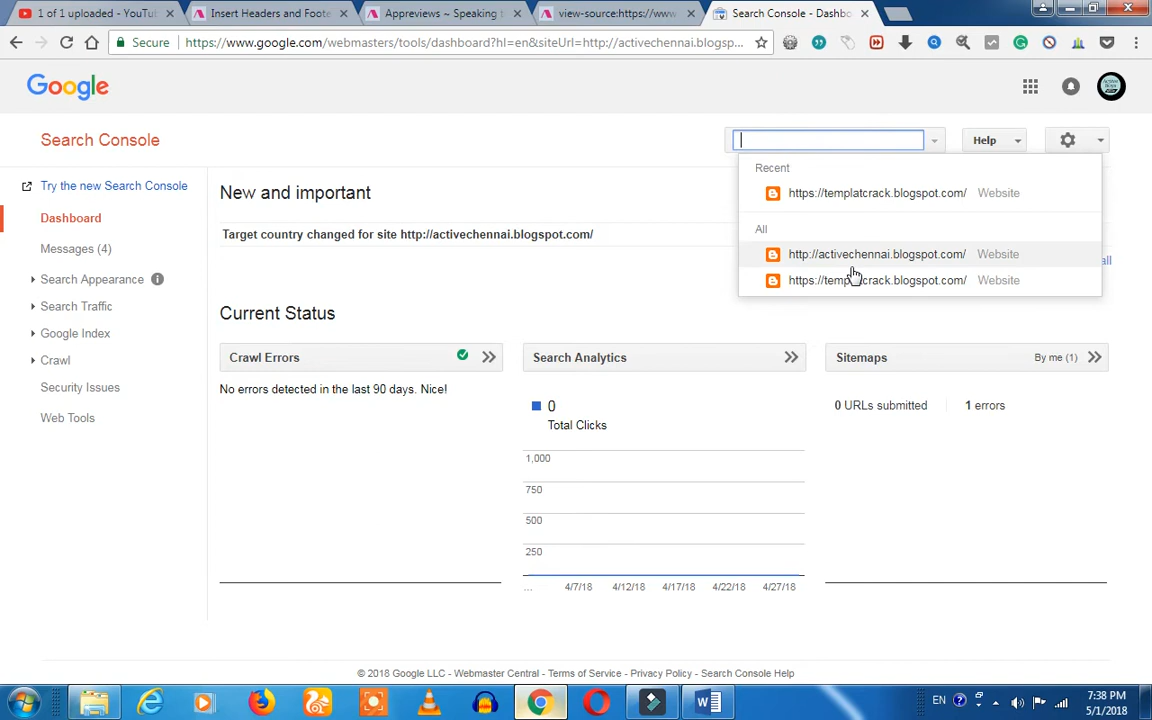 1 of 1 uploaded - YouTu
Insert Headers and Foote
Appreviews ~ Speaking t
view-source:https://www
Search Console - Dashbo
Secure https://www.google.com/webmasters/tools/dashboard?hl=en&siteUrl=http://activechennai.blogsp...
Google
Search Console
Help
Recent
https://templatcrack.blogspot.com/ Website
All
http://activechennai.blogspot.com/ Website
https://templatcrack.blogspot.com/ Website
Try the new Search Console
Dashboard
Messages (4)
Search Appearance
Search Traffic
Google Index
Crawl
Security Issues
Web Tools
New and important
Target country changed for site http://activechennai.blogspot.com/
all
Current Status
Crawl Errors
No errors detected in the last 90 days. Nice!
Search Analytics
0
Total Clicks
1,000
750
500
250
... 4/7/18 4/12/18 4/17/18 4/22/18 4/27/18
Sitemaps By me (1)
0 URLs submitted 1 errors
© 2018 Google LLC - Webmaster Central - Terms of Service - Privacy Policy - Search Console Help
EN
7:38 PM
5/1/2018